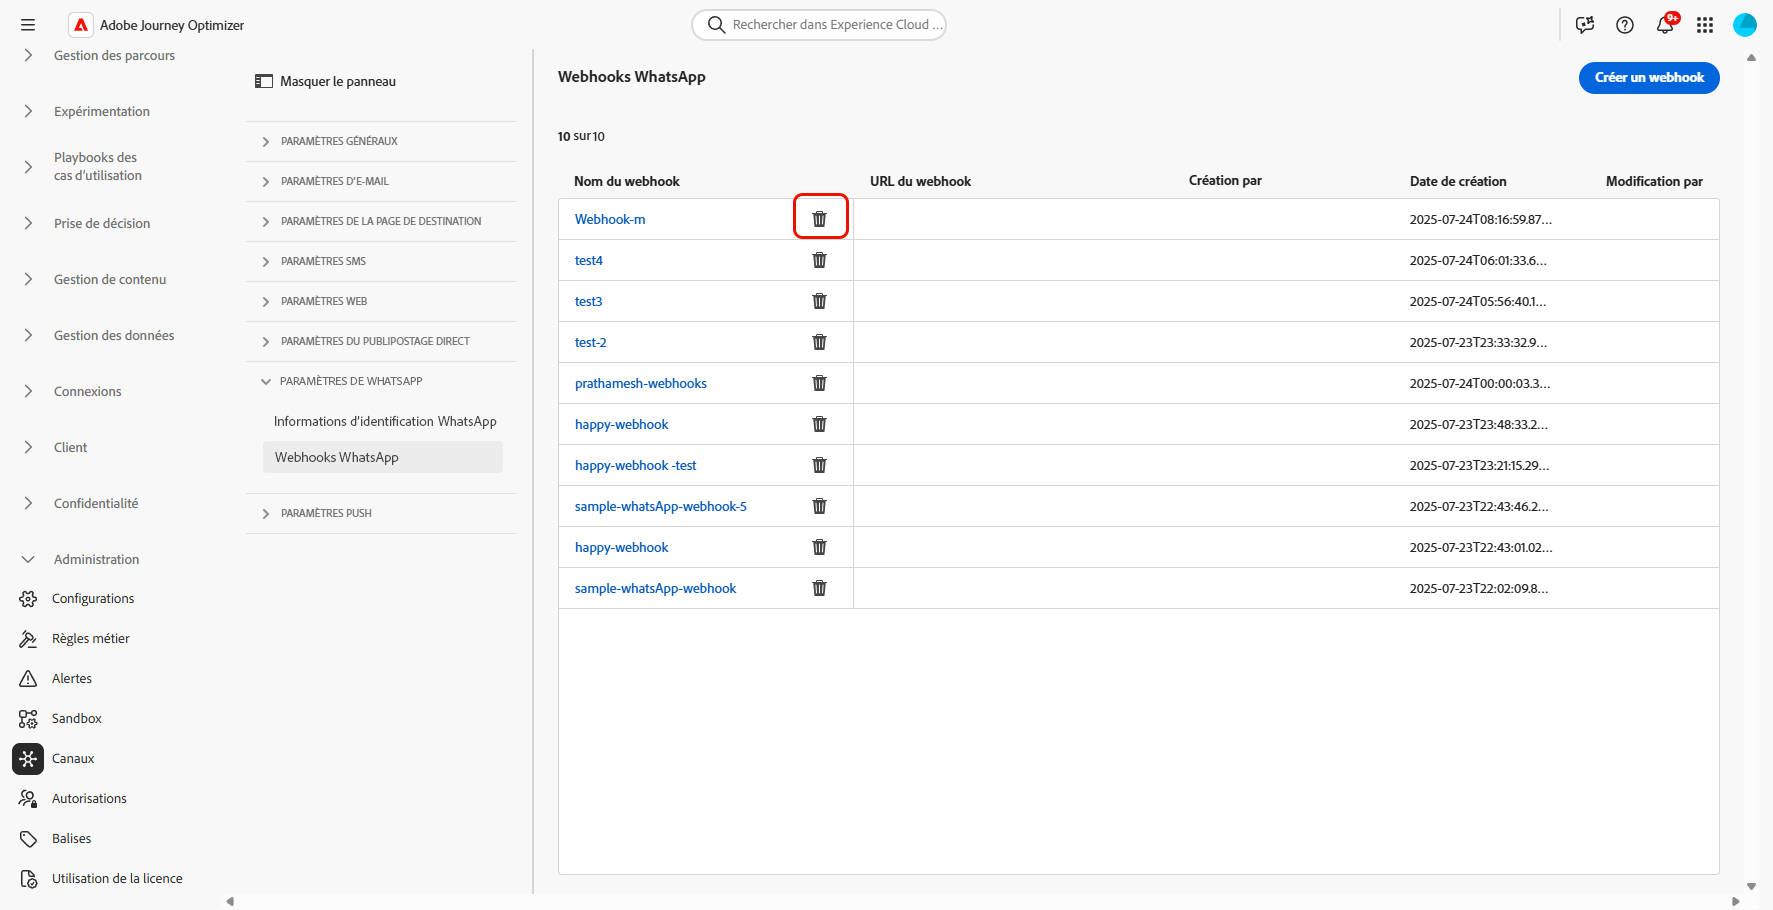 Adobe Journey Optimizer
Rechercher dans Experience Cloud ...
9+
Gestion des parcours
Expérimentation
Playbooks des
cas d'utilisation
Prise de décision
Gestion de contenu
Gestion des données
Connexions
Client
Confidentialité
Administration
Configurations
Règles métier
Alertes
Sandbox
Canaux
Autorisations
Balises
Utilisation de la licence
Masquer le panneau
PARAMÈTRES GÉNÉRAUX
PARAMÈTRES D'E-MAIL
PARAMÈTRES DE LA PAGE DE DESTINATION
PARAMÈTRES SMS
PARAMÈTRES WEB
PARAMÈTRES DU PUBLIPOSTAGE DIRECT
PARAMÈTRES DE WHATSAPP
Informations d'identification WhatsApp
Webhooks WhatsApp
PARAMÈTRES PUSH
Webhooks WhatsApp
Créer un webhook
10 sur 10
Nom du webhook URL du webhook Création par Date de création Modification par
Webhook-m 2025-07-24T08:16:59.87...
test4 2025-07-24T06:01:33.6...
test3 2025-07-24T05:56:40.1...
test-2 2025-07-23T23:33:32.9...
prathamesh-webhooks 2025-07-24T00:00:03.3...
happy-webhook 2025-07-23T23:48:33.2...
happy-webhook -test 2025-07-23T23:21:15.29...
sample-whatsApp-webhook-5 2025-07-23T22:43:46.2...
happy-webhook 2025-07-23T22:43:01.02...
sample-whatsApp-webhook 2025-07-23T22:02:09.8...